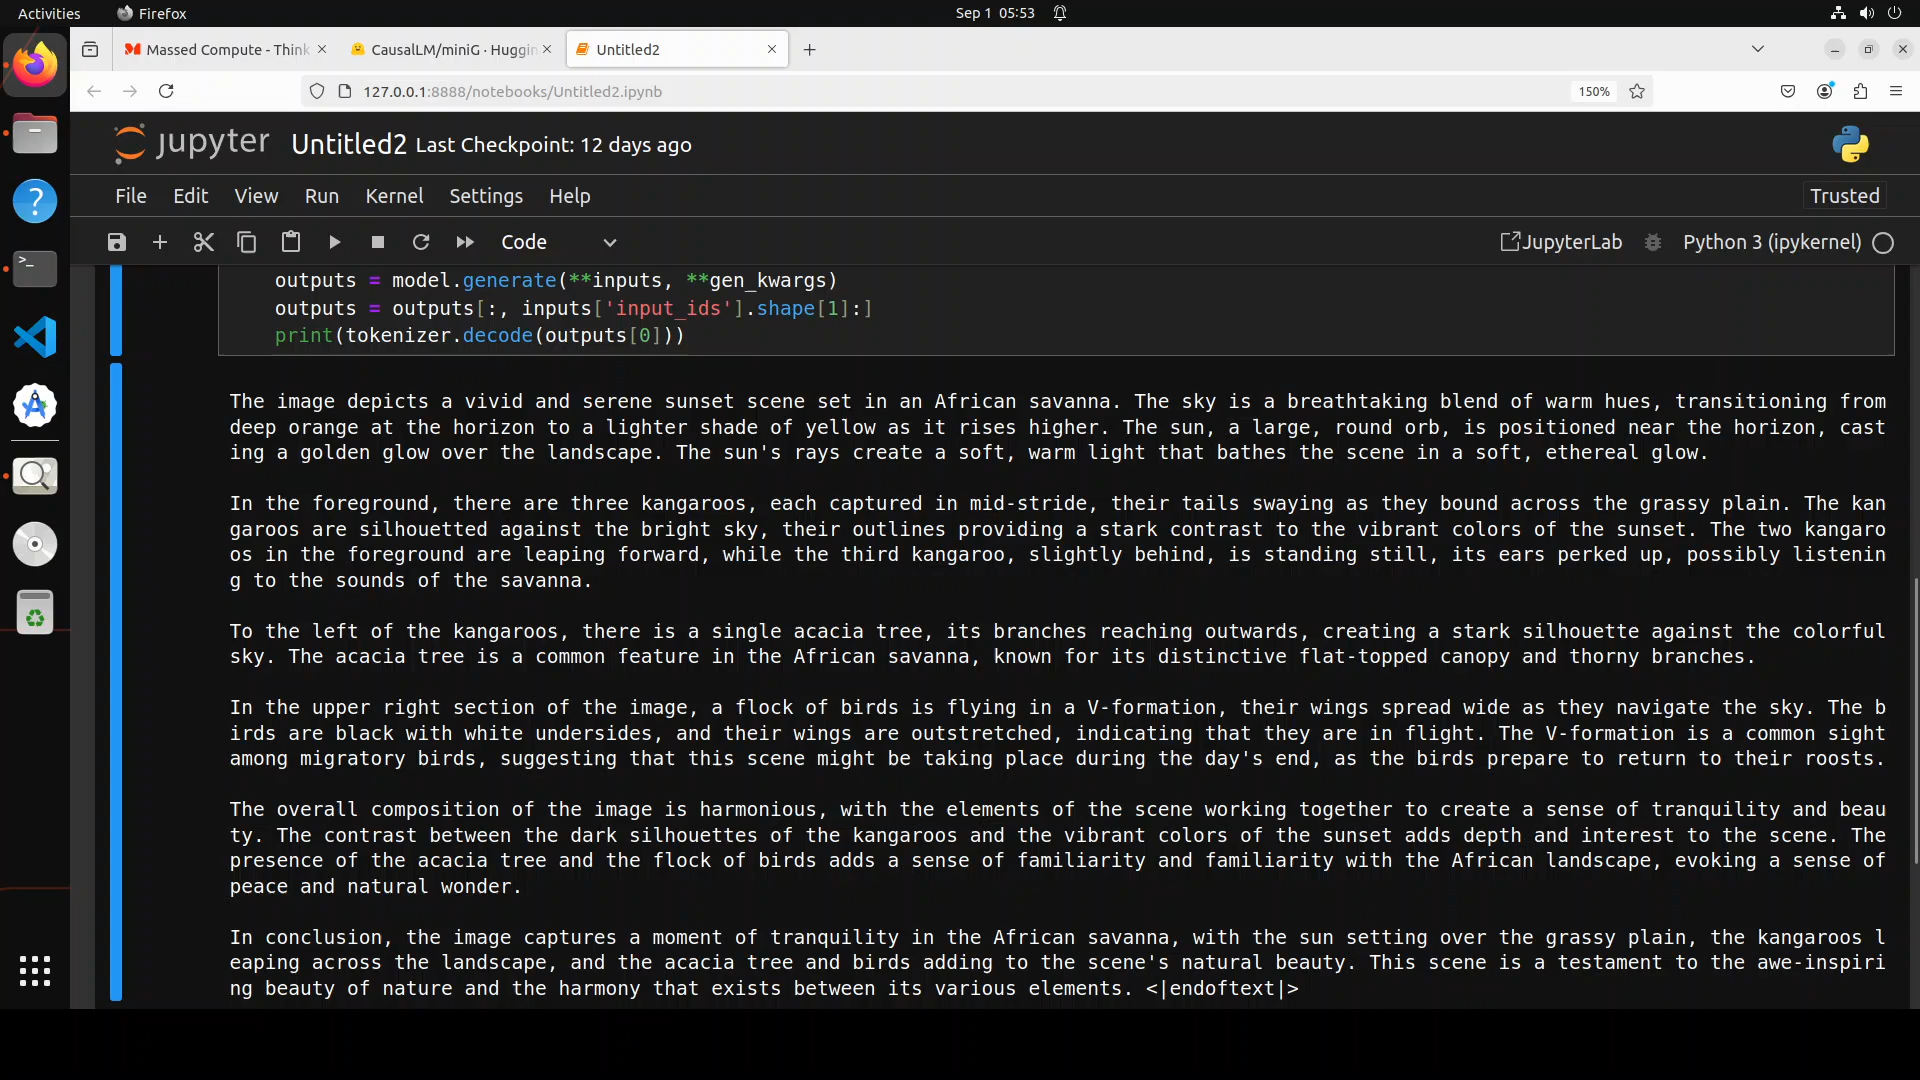 Activities
Firefox
Sep 1 05:53
Massed Compute - Think
CausalLM/miniG · Huggin
Untitled2
127.0.0.1:8888/notebooks/Untitled2.ipynb
150%
jupyter
Untitled2 Last Checkpoint: 12 days ago
File Edit View Run Kernel Settings Help
Trusted
Code
JupyterLab
Python 3 (ipykernel)
outputs = model.generate(**inputs, **gen_kwargs)
outputs = outputs[:, inputs['input_ids'].shape[1]:]
print(tokenizer.decode(outputs[0]))
The image depicts a vivid and serene sunset scene set in an African savanna. The sky is a breathtaking blend of warm hues, transitioning from
deep orange at the horizon to a lighter shade of yellow as it rises higher. The sun, a large, round orb, is positioned near the horizon, cast
ing a golden glow over the landscape. The sun's rays create a soft, warm light that bathes the scene in a soft, ethereal glow.
In the foreground, there are three kangaroos, each captured in mid-stride, their tails swaying as they bound across the grassy plain. The kan
garoos are silhouetted against the bright sky, their outlines providing a stark contrast to the vibrant colors of the sunset. The two kangaro
os in the foreground are leaping forward, while the third kangaroo, slightly behind, is standing still, its ears perked up, possibly listenin
g to the sounds of the savanna.
To the left of the kangaroos, there is a single acacia tree, its branches reaching outwards, creating a stark silhouette against the colorful
sky. The acacia tree is a common feature in the African savanna, known for its distinctive flat-topped canopy and thorny branches.
In the upper right section of the image, a flock of birds is flying in a V-formation, their wings spread wide as they navigate the sky. The b
irds are black with white undersides, and their wings are outstretched, indicating that they are in flight. The V-formation is a common sight
among migratory birds, suggesting that this scene might be taking place during the day's end, as the birds prepare to return to their roosts.
The overall composition of the image is harmonious, with the elements of the scene working together to create a sense of tranquility and beau
ty. The contrast between the dark silhouettes of the kangaroos and the vibrant colors of the sunset adds depth and interest to the scene. The
presence of the acacia tree and the flock of birds adds a sense of familiarity and familiarity with the African landscape, evoking a sense of
peace and natural wonder.
In conclusion, the image captures a moment of tranquility in the African savanna, with the sun setting over the grassy plain, the kangaroos l
eaping across the landscape, and the acacia tree and birds adding to the scene's natural beauty. This scene is a testament to the awe-inspiri
ng beauty of nature and the harmony that exists between its various elements. <|endoftext|>